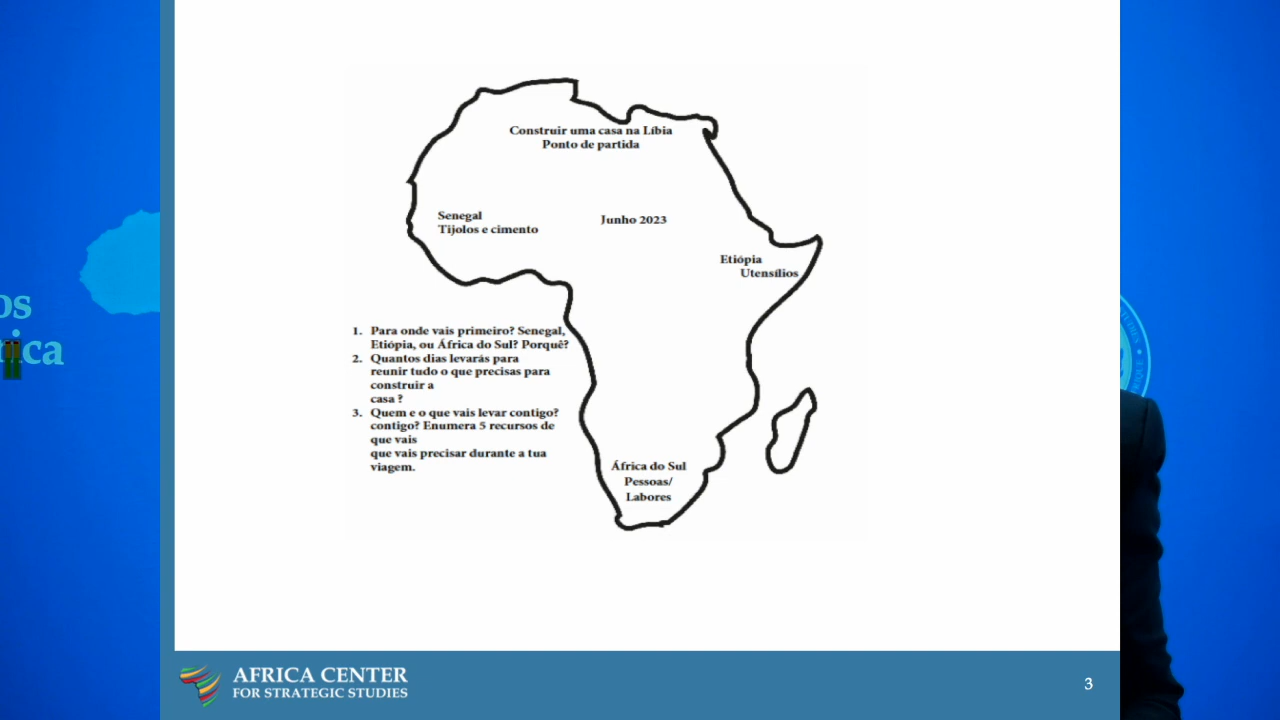 Construir uma casa na Líbia
Ponto de partida
Senegal
Tijolos e cimento
Junho 2023
Etiópia
Utensílios
1. Para onde vais primeiro? Senegal,
Etiópia, ou África do Sul? Porquê?
2. Quantos dias levarás para
reunir tudo o que precisas para
construir a
casa ?
3. Quem e o que vais levar contigo?
contigo? Enumera 5 recursos de
que vais
que vais precisar durante a tua
viagem.
África do Sul
Pessoas/
Labores
AFRICA CENTER
FOR STRATEGIC STUDIES
3